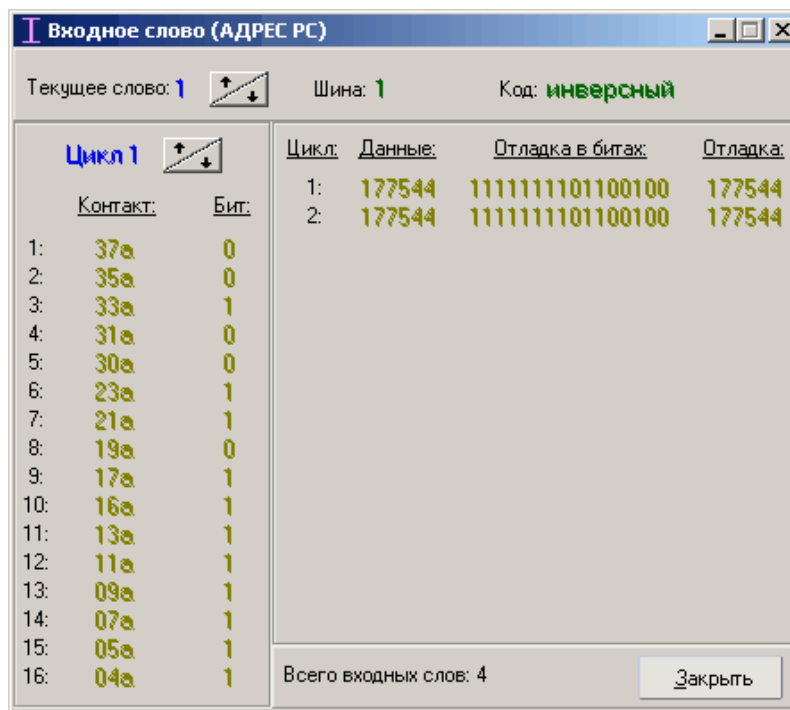 Входное слово (АДРЕС РС)
Текущее слово: 1 Шина: 1 Код: инверсный
Цикл 1
Контакт: Бит:
1: 37a 0
2: 35a 0
3: 33a 1
4: 31a 0
5: 30a 0
6: 23a 1
7: 21a 1
8: 19a 0
9: 17a 1
10: 16a 1
11: 13a 1
12: 11a 1
13: 09a 1
14: 07a 1
15: 05a 1
16: 04a 1
Цикл: Данные: Отладка в битах: Отладка:
1: 177544 1111111101100100 177544
2: 177544 1111111101100100 177544
Всего входных слов: 4 Закрыть